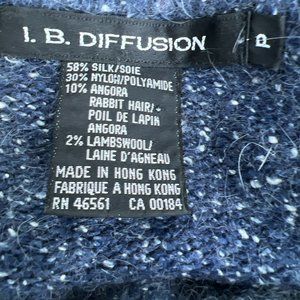 I. B. DIFFUSION
P
58% SILK/SOIE
30% NYLON/POLYAMIDE
10% ANGORA
RABBIT HAIR/
POIL DE LAPIN
ANGORA
2% LAMBSWOOL/
LAINE D'AGNEAU
MADE IN HONG KONG
FABRIQUE A HONG KONG
RN 46561 CA 00184